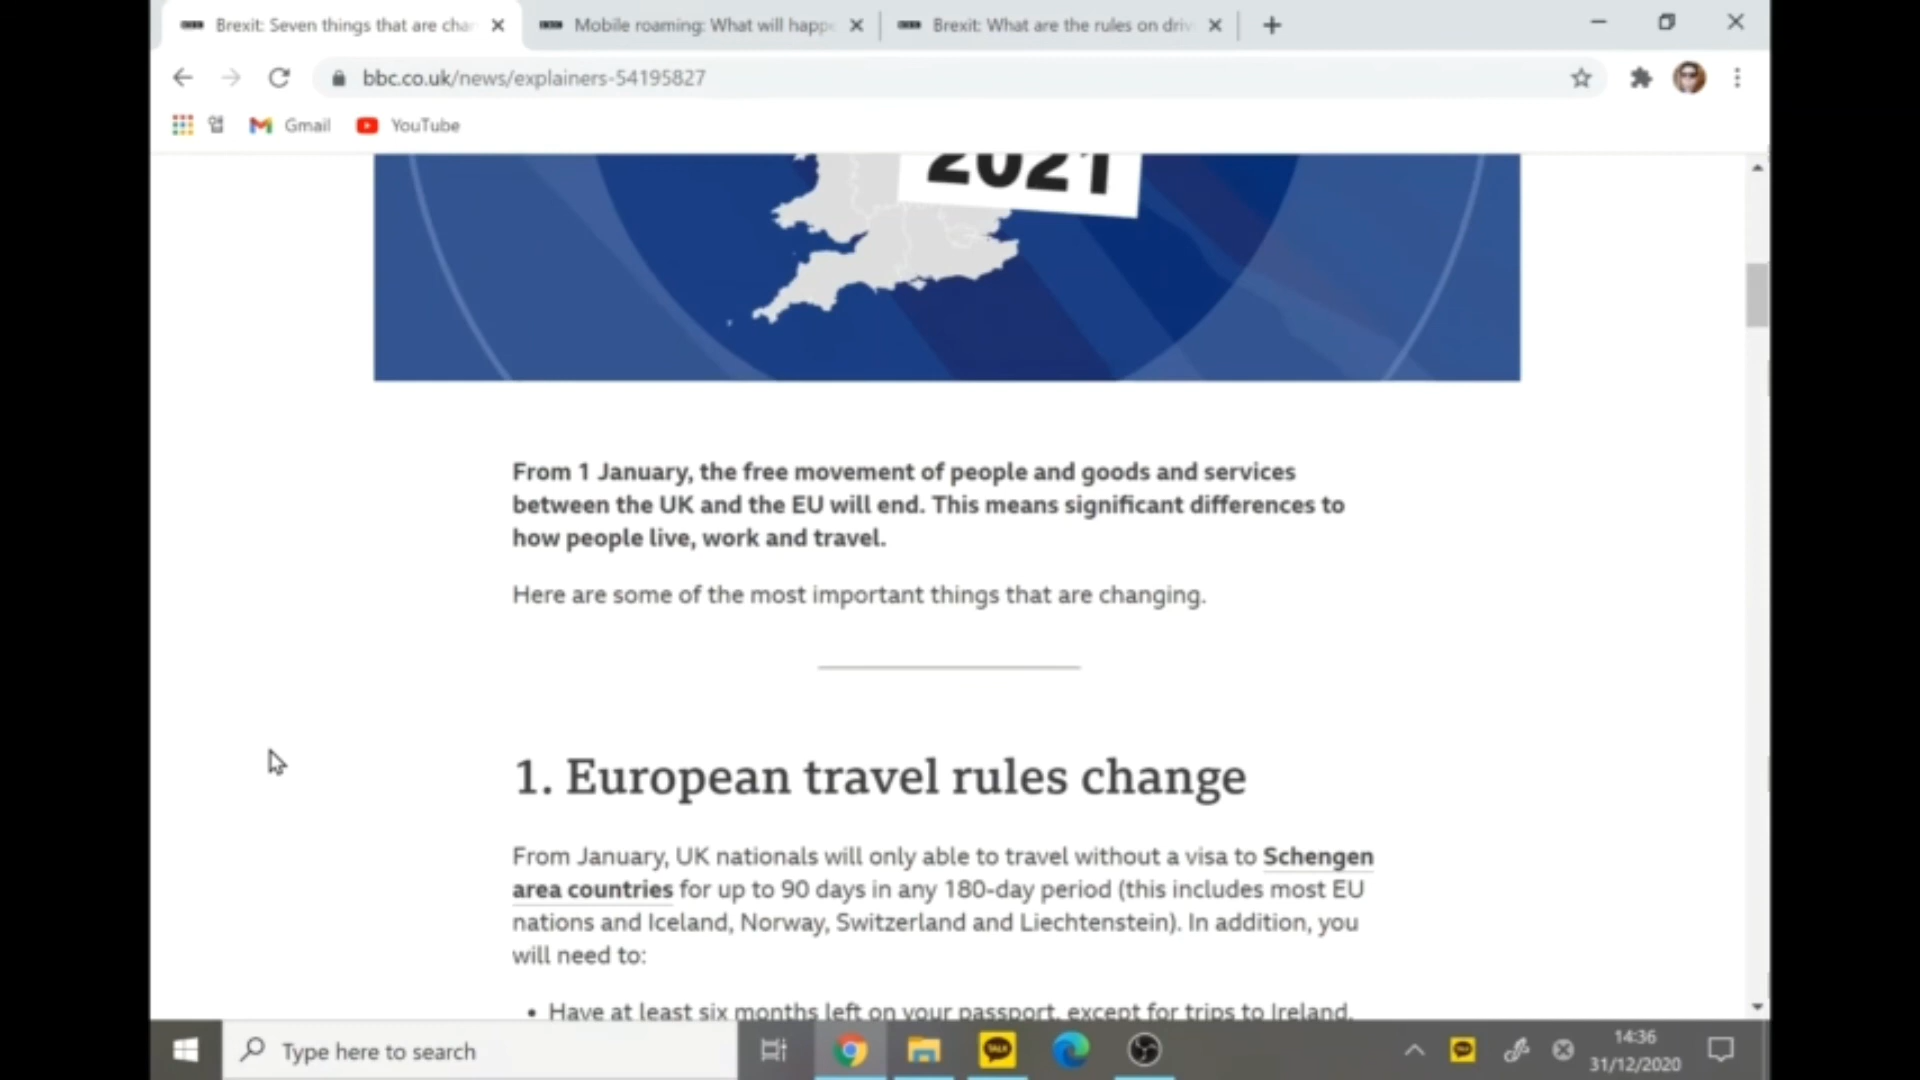 Brexit: Seven things that are cha
Mobile roaming: What will happe
Brexit: What are the rules on driv
bbc.co.uk/news/explainers-54195827
Gmail
YouTube
2021
From 1 January, the free movement of people and goods and services
between the UK and the EU will end. This means significant differences to
how people live, work and travel.
Here are some of the most important things that are changing.
1. European travel rules change
From January, UK nationals will only able to travel without a visa to Schengen
area countries for up to 90 days in any 180-day period (this includes most EU
nations and Iceland, Norway, Switzerland and Liechtenstein). In addition, you
will need to:
• Have at least six months left on your passport, except for trips to Ireland.
Type here to search
TALK
14:36
31/12/2020